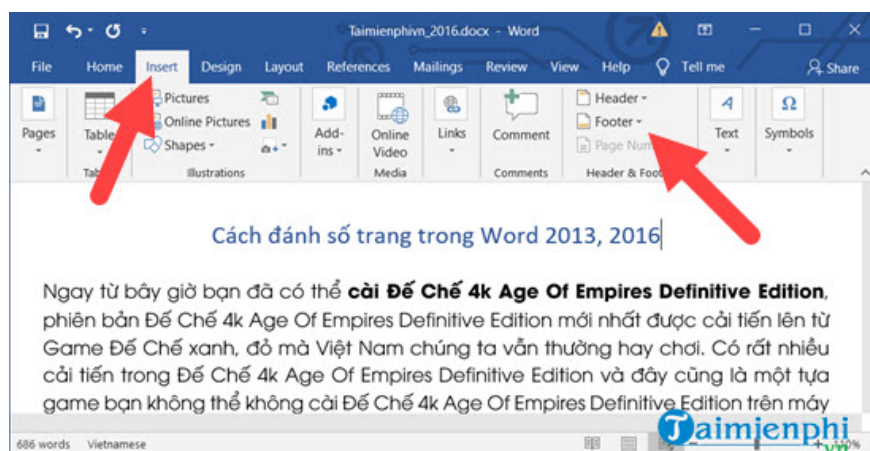 Taimienphivn_2016.docx - Word
File Home Insert Design Layout References Mailings Review View Help Tell me Share
Pictures Header
Online Pictures Footer
Pages Table Shapes Add-ins Online Video Links Comment Page Num Text Symbols
Illustrations Media Comments Header & Foo
Cách đánh số trang trong Word 2013, 2016
Ngay từ bây giờ bạn đã có thể cài Đế Chế 4k Age Of Empires Definitive Edition,
phiên bản Đế Chế 4k Age Of Empires Definitive Edition mới nhất được cải tiến lên từ
Game Đế Chế xanh, đỏ mà Việt Nam chúng ta vẫn thường hay chơi. Có rất nhiều
cải tiến trong Đế Chế 4k Age Of Empires Definitive Edition và đây cũng là một tựa
game bạn không thể không cài Đế Chế 4k Age Of Empires Definitive Edition trên máy
686 words Vietnamese
Taimienphi
.vn